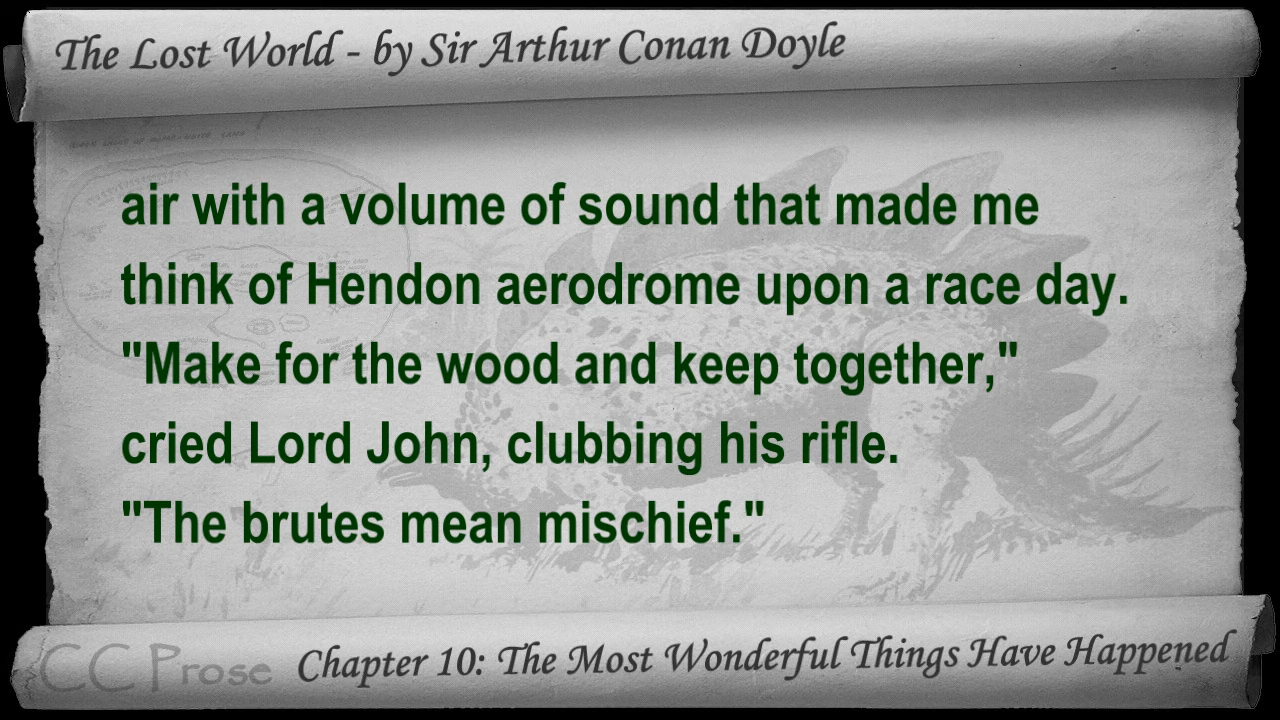 The Lost World - by Sir Arthur Conan Doyle
air with a volume of sound that made me
think of Hendon aerodrome upon a race day.
"Make for the wood and keep together,"
cried Lord John, clubbing his rifle.
"The brutes mean mischief."
CC Prose
Chapter 10: The Most Wonderful Things Have Happened